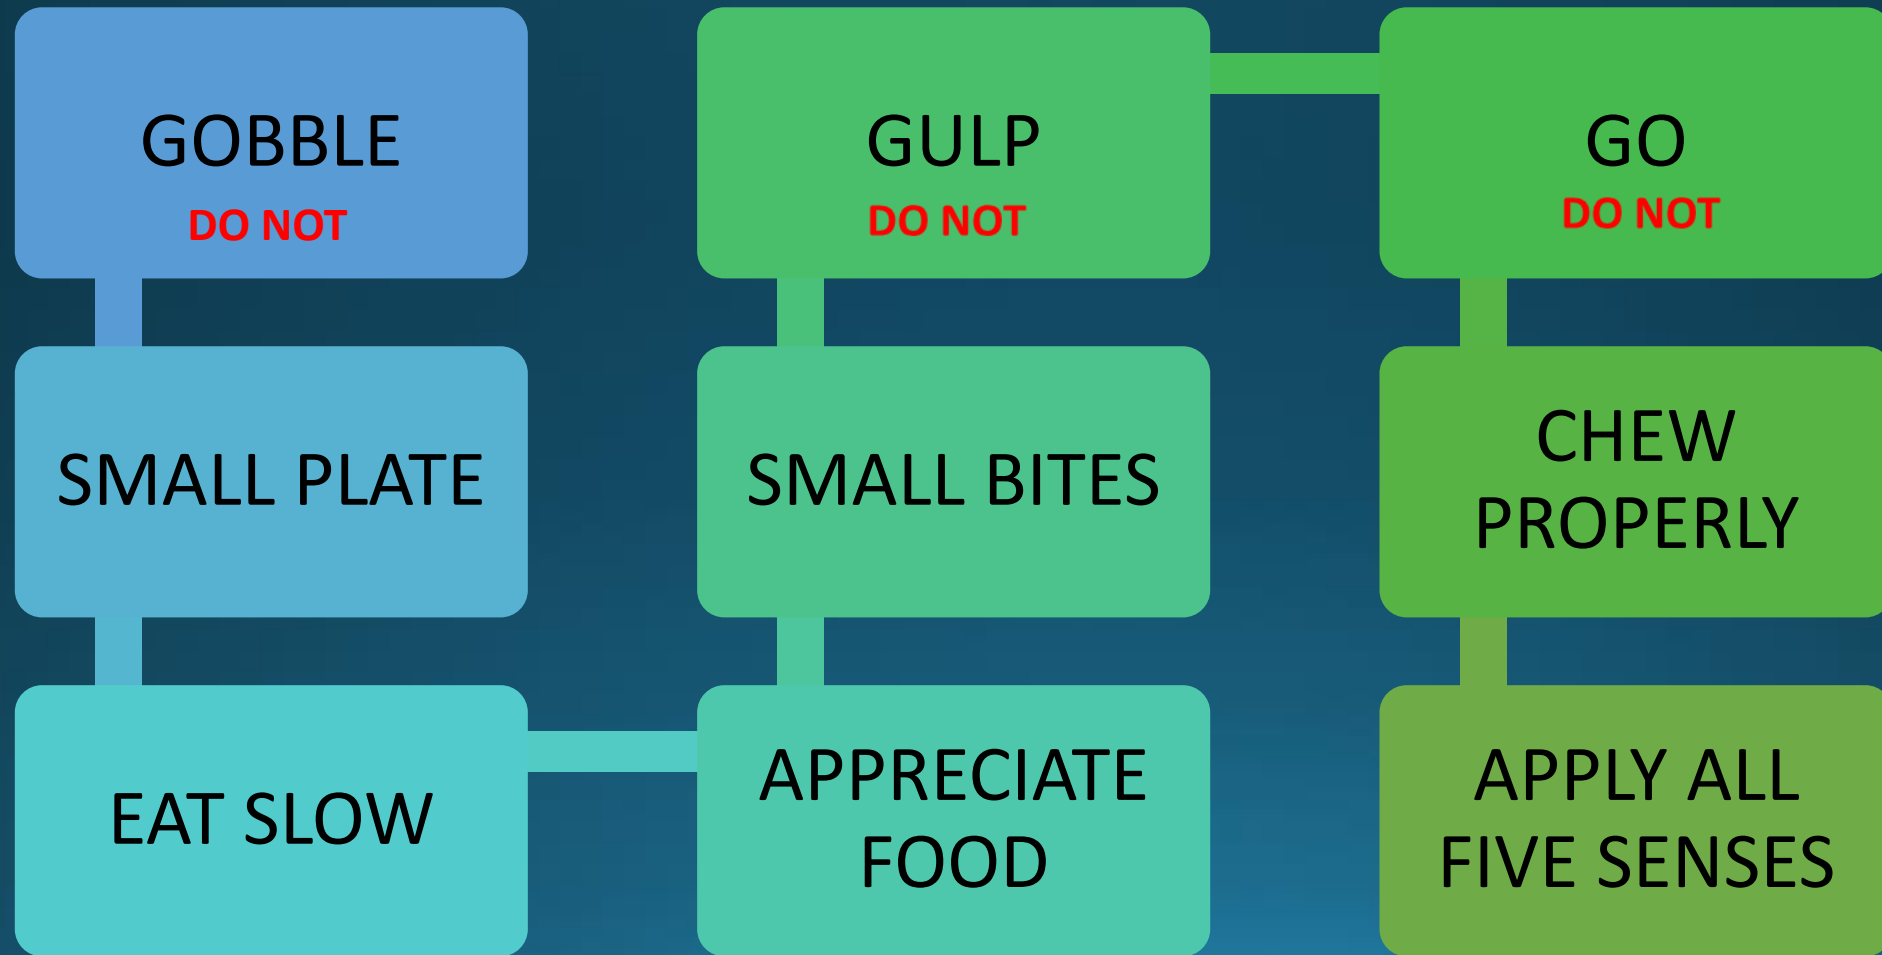 GOBBLE
DO NOT
SMALL PLATE
EAT SLOW
APPRECIATE
FOOD
SMALL BITES
GULP
DO NOT
GO
DO NOT
CHEW
PROPERLY
APPLY ALL
FIVE SENSES